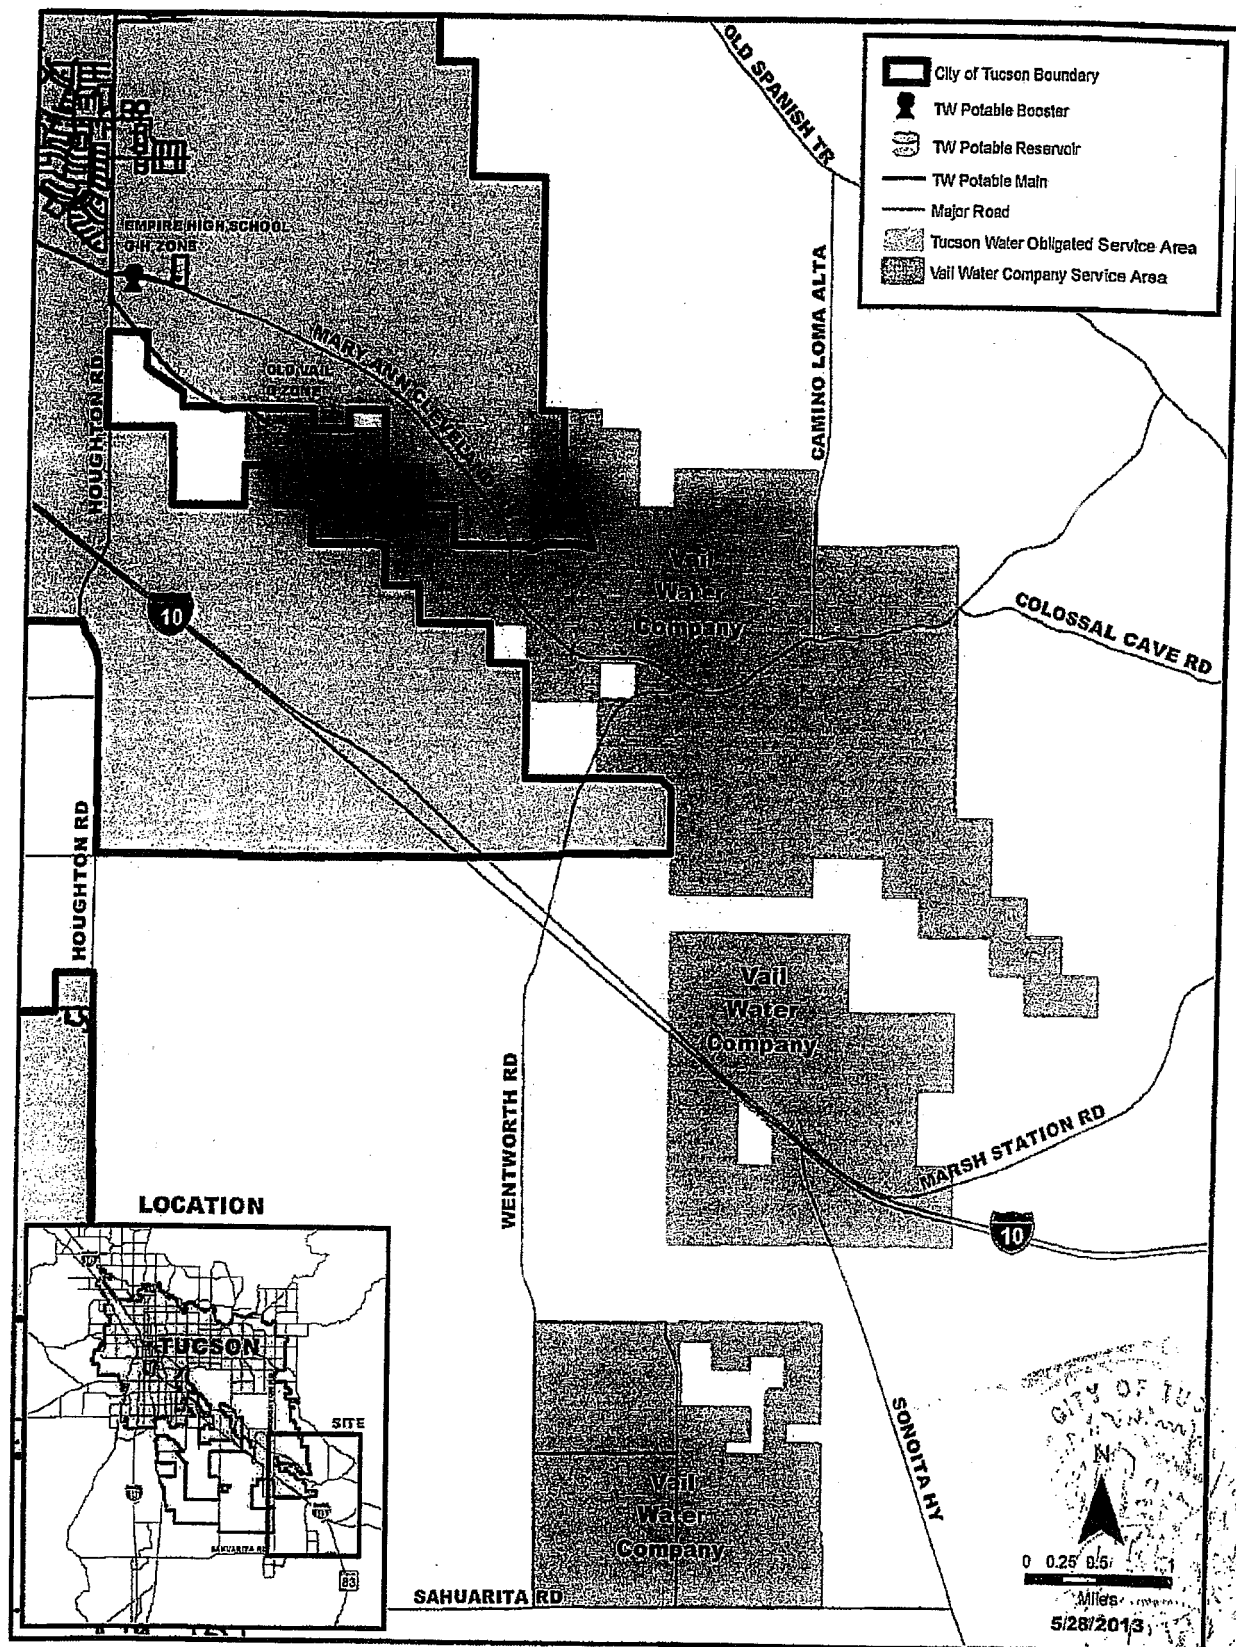 OLD SPANISH TR
City of Tucson Boundary
TW Potable Booster
TW Potable Reservoir
TW Potable Main
Major Road
Tucson Water Obligated Service Area
Vail Water Company Service Area
EMPIRE HIGH SCHOOL
G-H ZONE
MARY ANN CLEVELAND
OLD VAIL
HOUGHTON RD
CAMINO LOMA ALTA
10
Vail
Water
Company
COLOSSAL CAVE RD
HOUGHTON RD
Vail
Water
Company
WENTWORTH RD
MARSH STATION RD
10
LOCATION
TUCSON
SITE
SAHUARITA RD
83
SONOITA HY
Vail
Water
Company
SAHUARITA RD
CITY OF TUC
N
0 0.25 0.5 1
Miles
5/28/2013